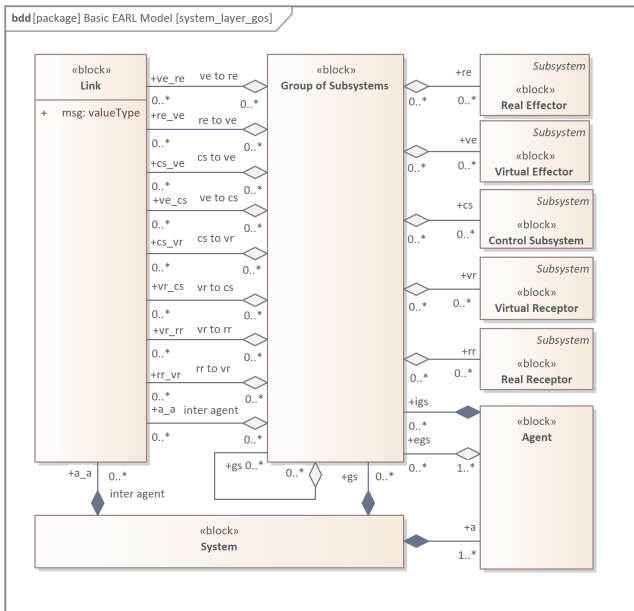 bdd [package] Basic EARL Model [system_layer_gos]
«block»
Link
+ msg: valueType
«block»
Group of Subsystems
Subsystem
«block»
Real Effector
Subsystem
«block»
Virtual Effector
Subsystem
«block»
Control Subsystem
Subsystem
«block»
Virtual Receptor
Subsystem
«block»
Real Receptor
«block»
Agent
«block»
System
+ve_re ve to re
0..* 0..*
+re_ve re to ve
0..* 0..*
+cs_ve cs to ve
0..* 0..*
+ve_cs ve to cs
0..* 0..*
+cs_vr cs to vr
0..* 0..*
+vr_cs vr to cs
0..* 0..*
+vr_rr vr to rr
0..* 0..*
+rr_vr rr to vr
0..* 0..*
+a_a inter agent
0..* 0..*
+re
0..* 0..*
+ve
0..* 0..*
+cs
0..* 0..*
+vr
0..* 0..*
+rr
0..* 0..*
+igs
0..*
+egs
0..* 1..*
+gs 0..*
0..*
+gs 0..*
+a_a 0..*
inter agent
+a
1..*